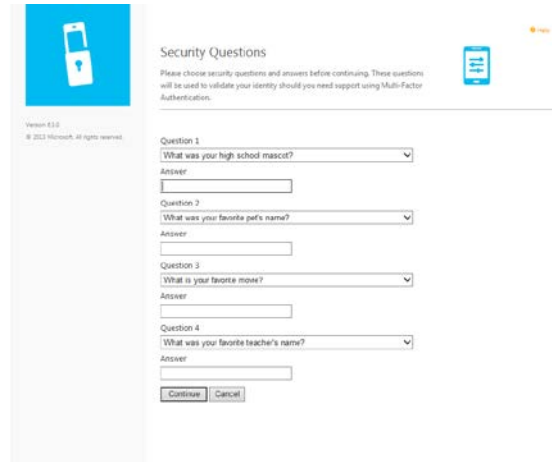 Help
Security Questions
Please choose security questions and answers before continuing. These questions
will be used to validate your identity should you need support using Multi-Factor
Authentication.
Version 6.3.0
© 2013 Microsoft. All rights reserved.
Question 1
What was your high school mascot?
Answer
Question 2
What was your favorite pet's name?
Answer
Question 3
What is your favorite movie?
Answer
Question 4
What was your favorite teacher's name?
Answer
Continue Cancel